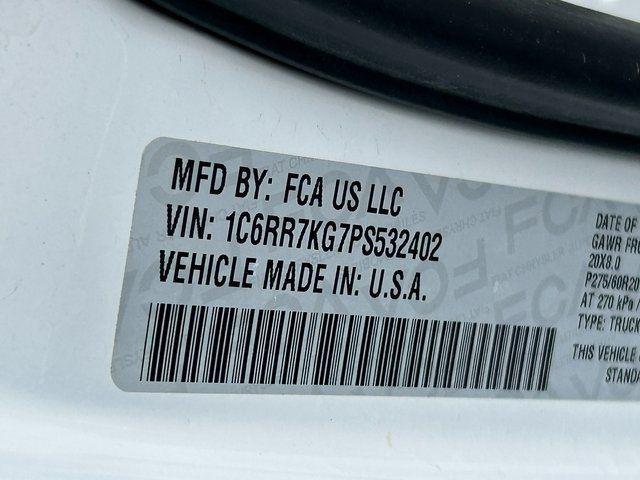 MFD BY: FCA US LLC
VIN: 1C6RR7KG7PS532402
VEHICLE MADE IN: U.S.A.
DATE OF
GAWR FR
20X8.0
P275/60R20
AT 270 kPa /
TYPE: TRUCK
THIS VEHICLE
STANDA